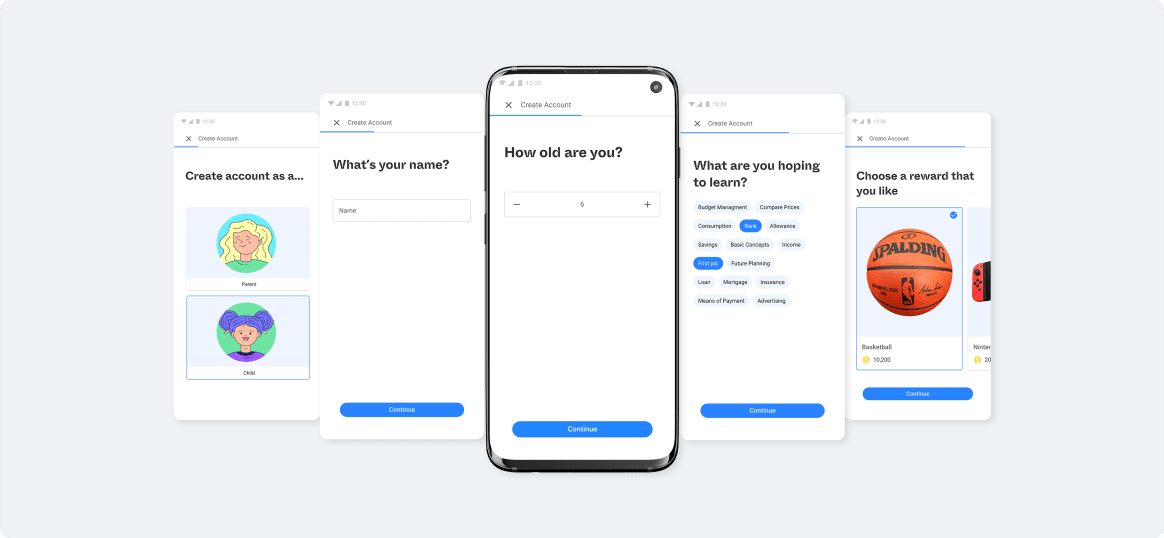 12:30
Create Account
Create account as a...
Parent
Child
12:30
Create Account
What's your name?
Name
Continue
12:30
Create Account
How old are you?
6
Continue
12:30
Create Account
What are you hoping
to learn?
Budget Managment
Compare Prices
Consumption
Bank
Allowance
Savings
Basic Concepts
Income
First job
Future Planning
Loan
Mortgage
Insurance
Means of Payment
Advertising
Continue
12:30
Create Account
Choose a reward that
you like
SPALDING
Basketball
10,200
Ninten
20
Continue